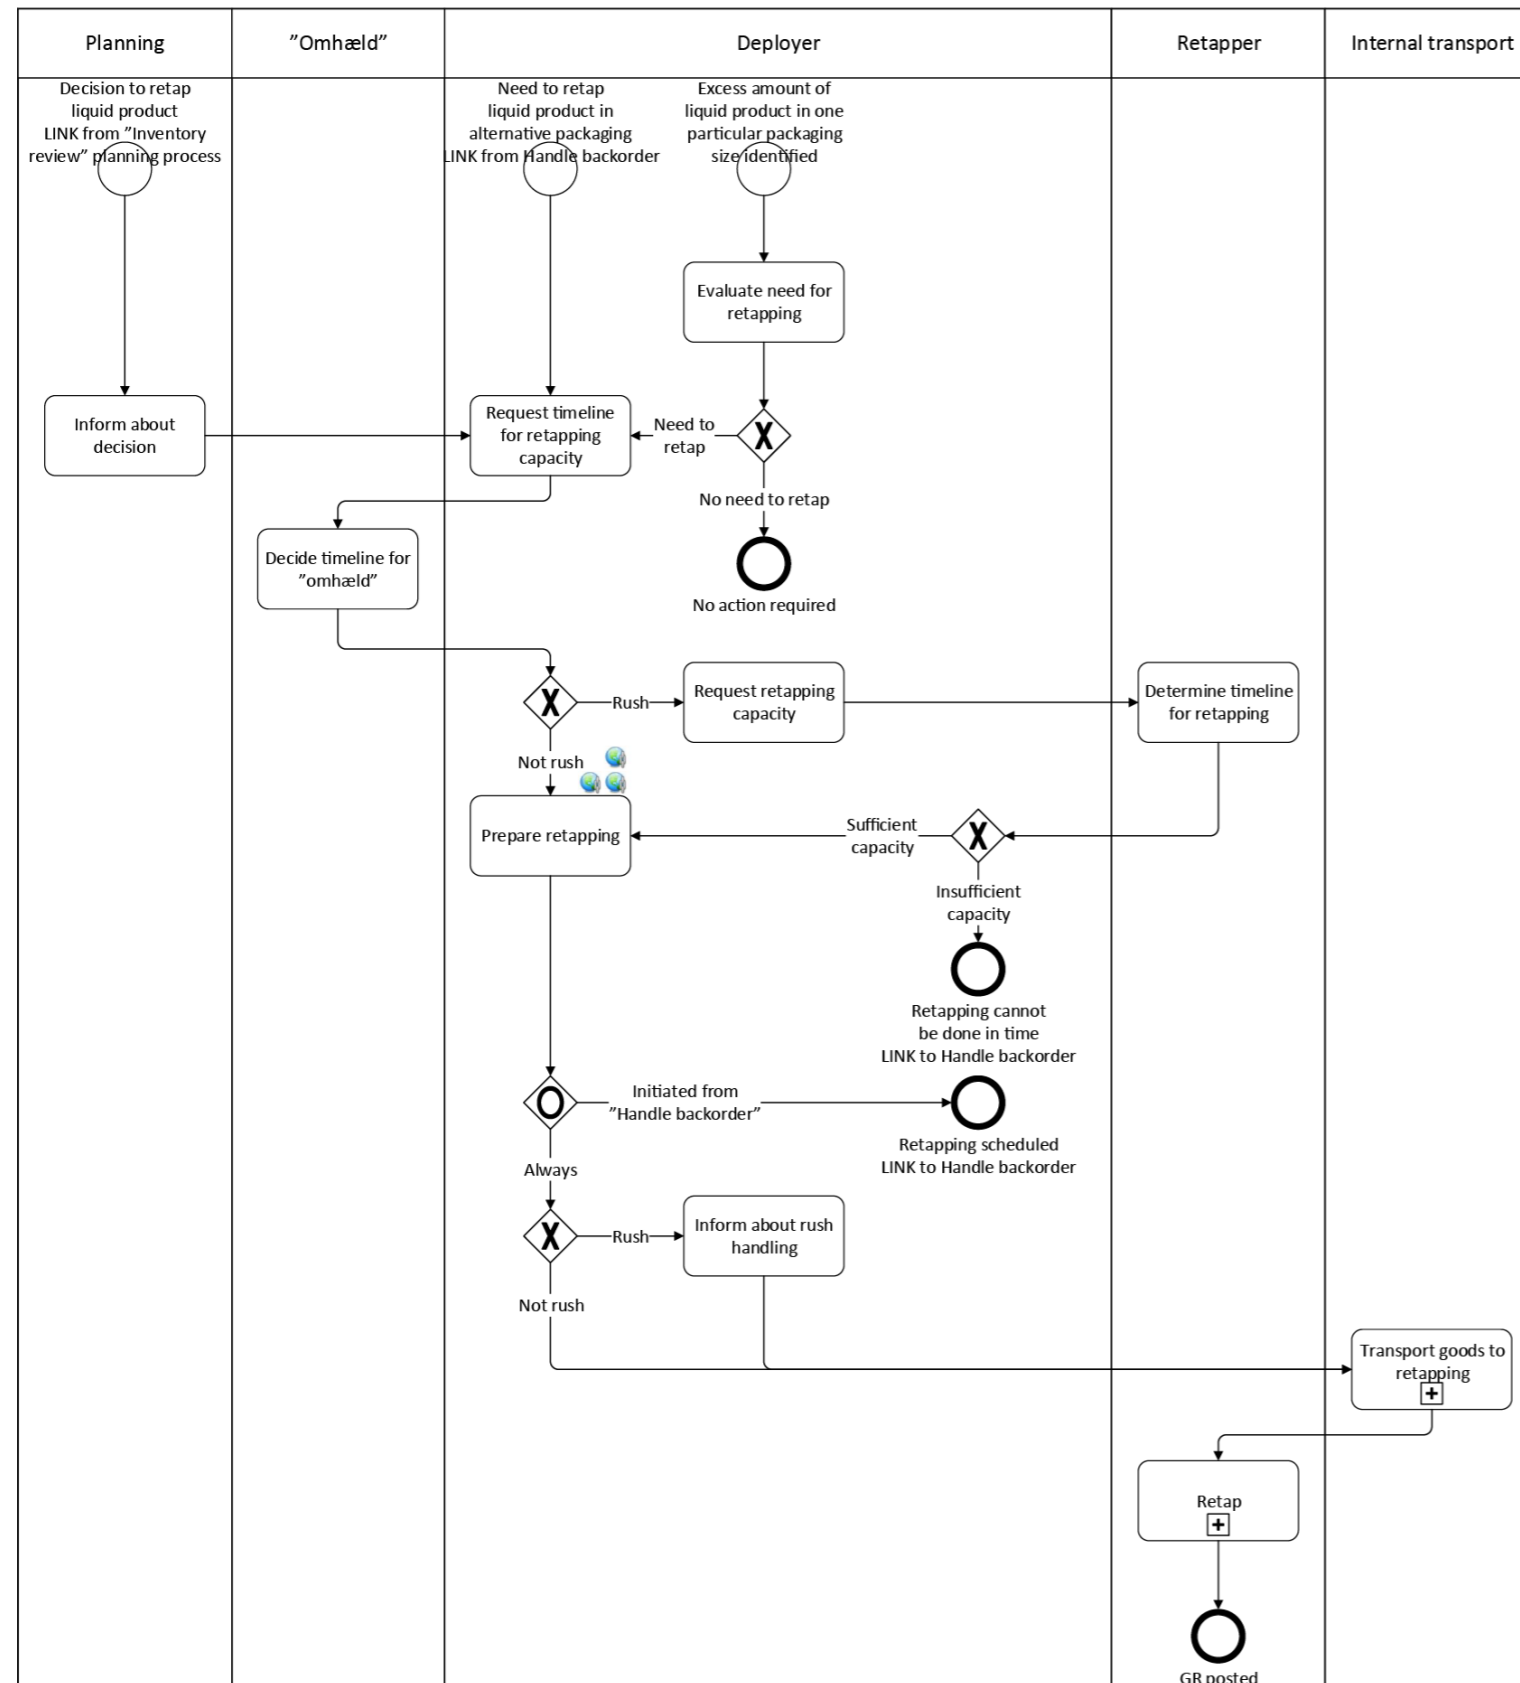 Planning
”Omhæld”
Deployer
Retapper
Internal transport
Decision to retap
liquid product
LINK from ”Inventory
review” planning process
Need to retap
liquid product in
alternative packaging
LINK from Handle backorder
Excess amount of
liquid product in one
particular packaging
size identified
Evaluate need for
retapping
Inform about
decision
Request timeline
for retapping
capacity
Need to
retap
X
No need to retap
No action required
Decide timeline for
”omhæld”
X
Rush
Request retapping
capacity
Determine timeline
for retapping
Not rush
Prepare retapping
Sufficient
capacity
X
Insufficient
capacity
Retapping cannot
be done in time
LINK to Handle backorder
Initiated from
”Handle backorder”
Retapping scheduled
LINK to Handle backorder
Always
X
Rush
Inform about rush
handling
Not rush
Transport goods to
retapping
+
Retap
+
GR posted